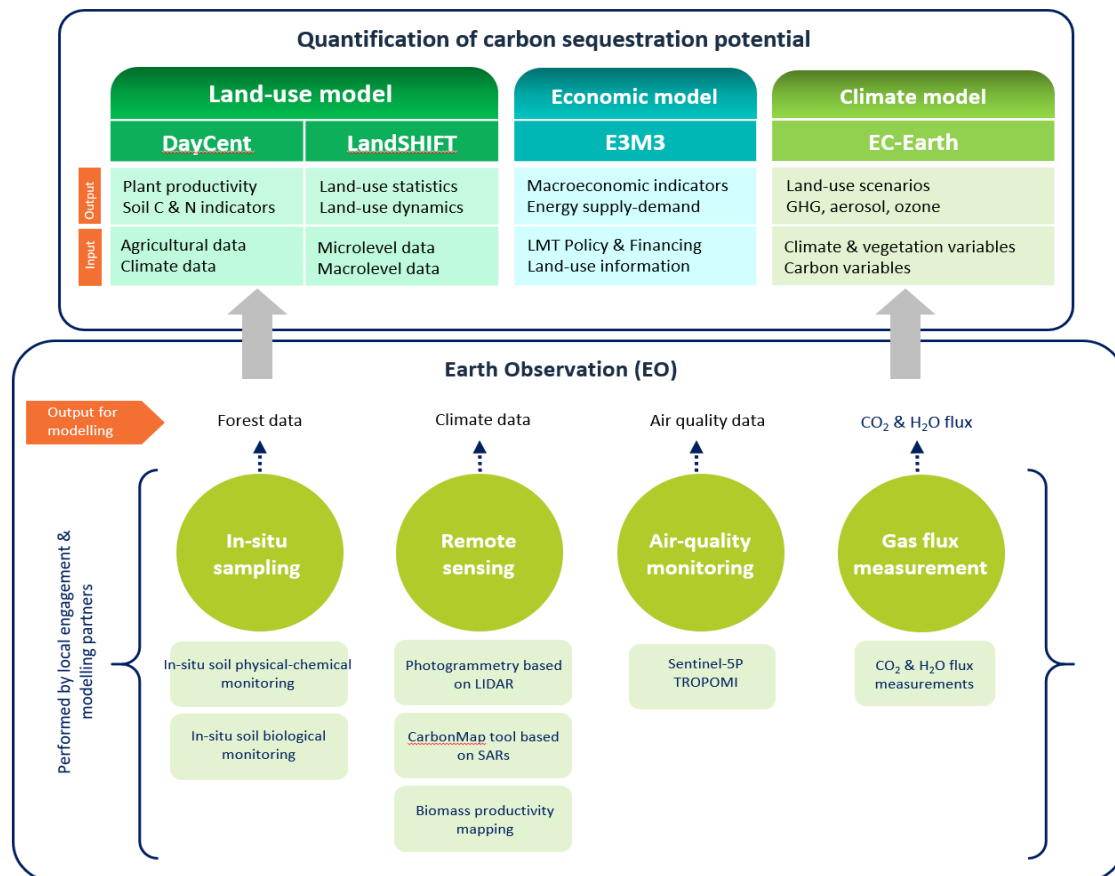 Quantification of carbon sequestration potential
Land-use model
Economic model
Climate model
DayCent
LandSHIFT
E3M3
EC-Earth
Output
Plant productivity
Soil C & N indicators
Land-use statistics
Land-use dynamics
Macroeconomic indicators
Energy supply-demand
Land-use scenarios
GHG, aerosol, ozone
Input
Agricultural data
Climate data
Microlevel data
Macrolevel data
LMT Policy & Financing
Land-use information
Climate & vegetation variables
Carbon variables
Earth Observation (EO)
Output for
modelling
Forest data
Climate data
Air quality data
CO₂ & H₂O flux
Performed by local engagement &
modelling partners
In-situ
sampling
Remote
sensing
Air-quality
monitoring
Gas flux
measurement
In-situ soil physical-chemical
monitoring
In-situ soil biological
monitoring
Photogrammetry based
on LIDAR
CarbonMap tool based
on SARs
Biomass productivity
mapping
Sentinel-5P
TROPOMI
CO₂ & H₂O flux
measurements